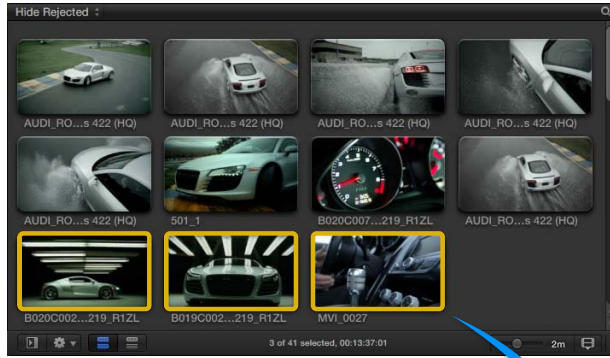 Hide Rejected
AUDI_RO...s 422 (HQ)
AUDI_RO...s 422 (HQ)
AUDI_RO...s 422 (HQ)
AUDI_RO...s 422 (HQ)
AUDI_RO...s 422 (HQ)
501_1
B020C007...219_R1ZL
AUDI_RO...s 422 (HQ)
B020C002...219_R1ZL
B019C002...219_R1ZL
MVI_0027
3 of 41 selected, 00:13:37:01
2m